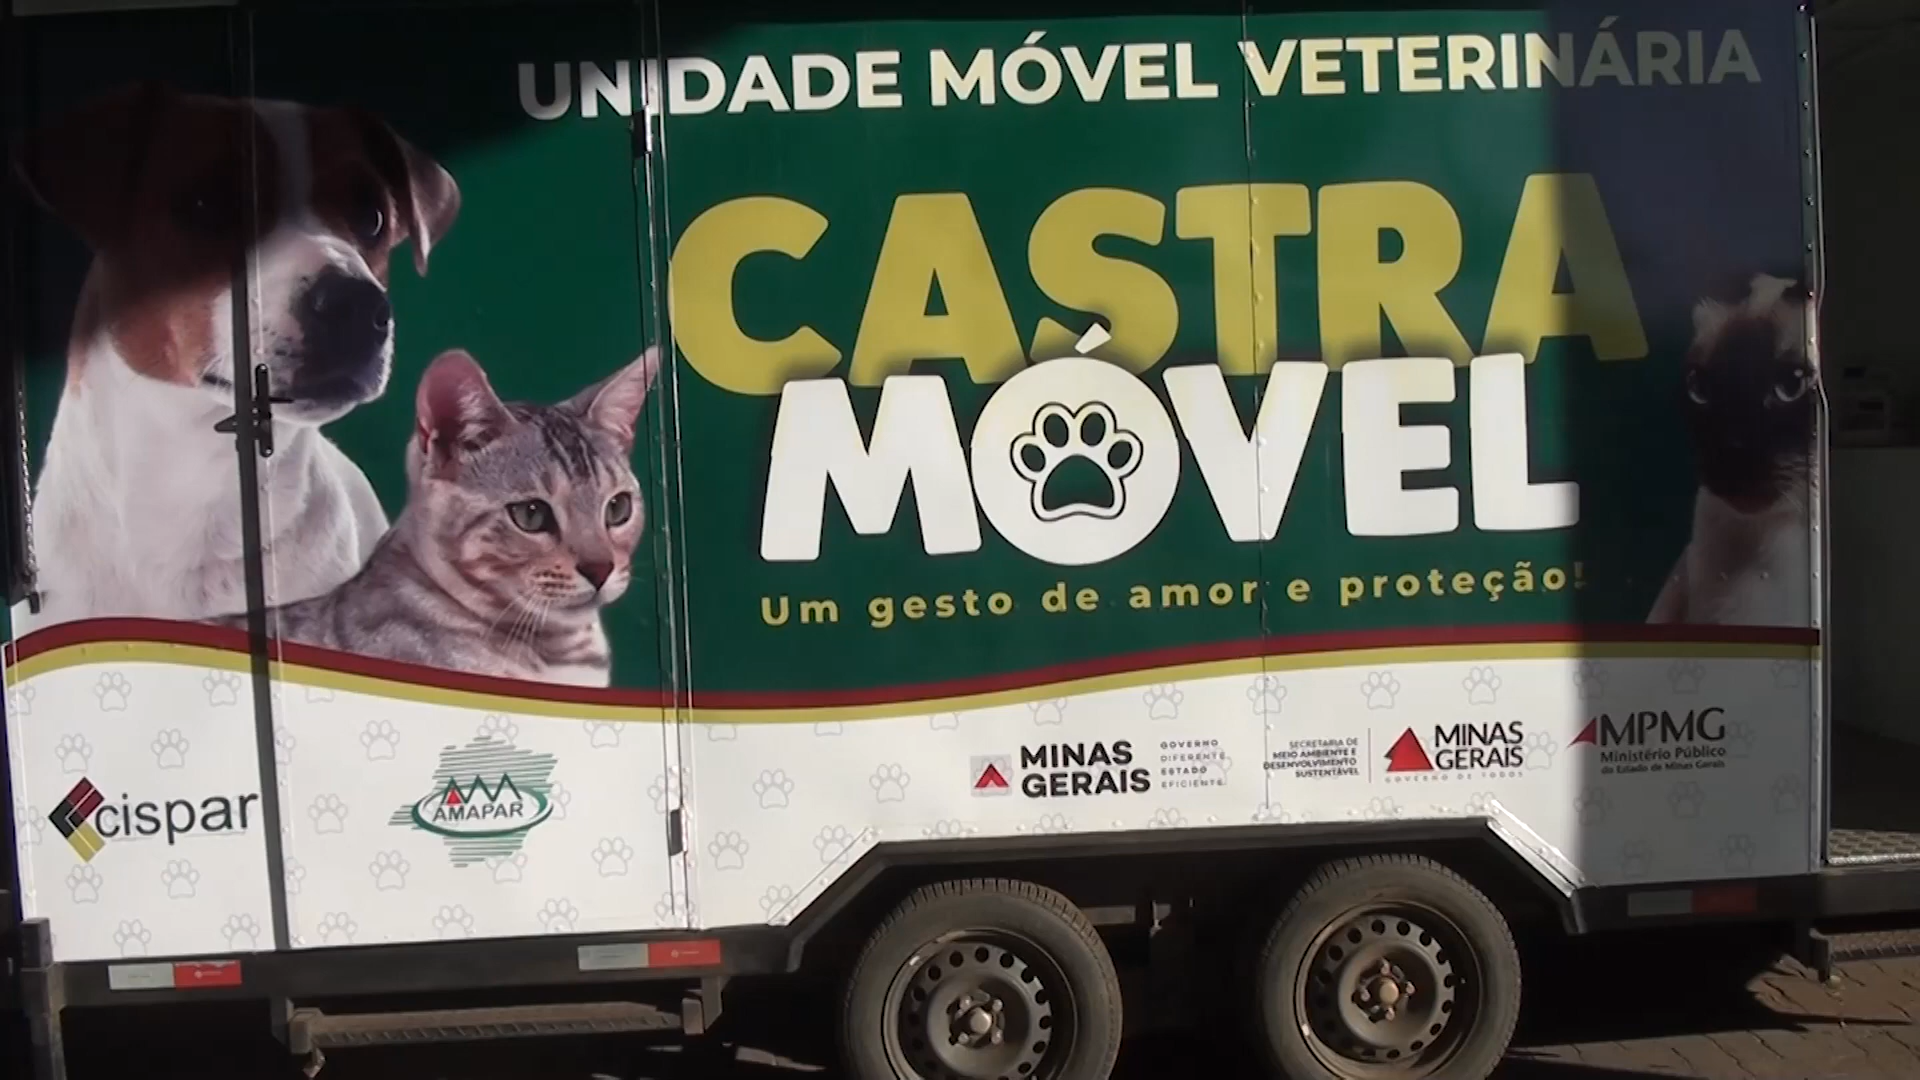 UNIDADE MÓVEL VETERINÁRIA
CASTRA
MÓVEL
Um gesto de amor e proteção!
cispar
AMAPAR
MINAS
GERAIS
GOVERNO
DIFERENTE.
ESTADO
EFICIENTE.
SECRETARIA DE
MEIO AMBIENTE E
DESENVOLVIMENTO
SUSTENTÁVEL
MINAS
GERAIS
GOVERNO DE TODOS
MPMG
Ministério Público
do Estado de Minas Gerais